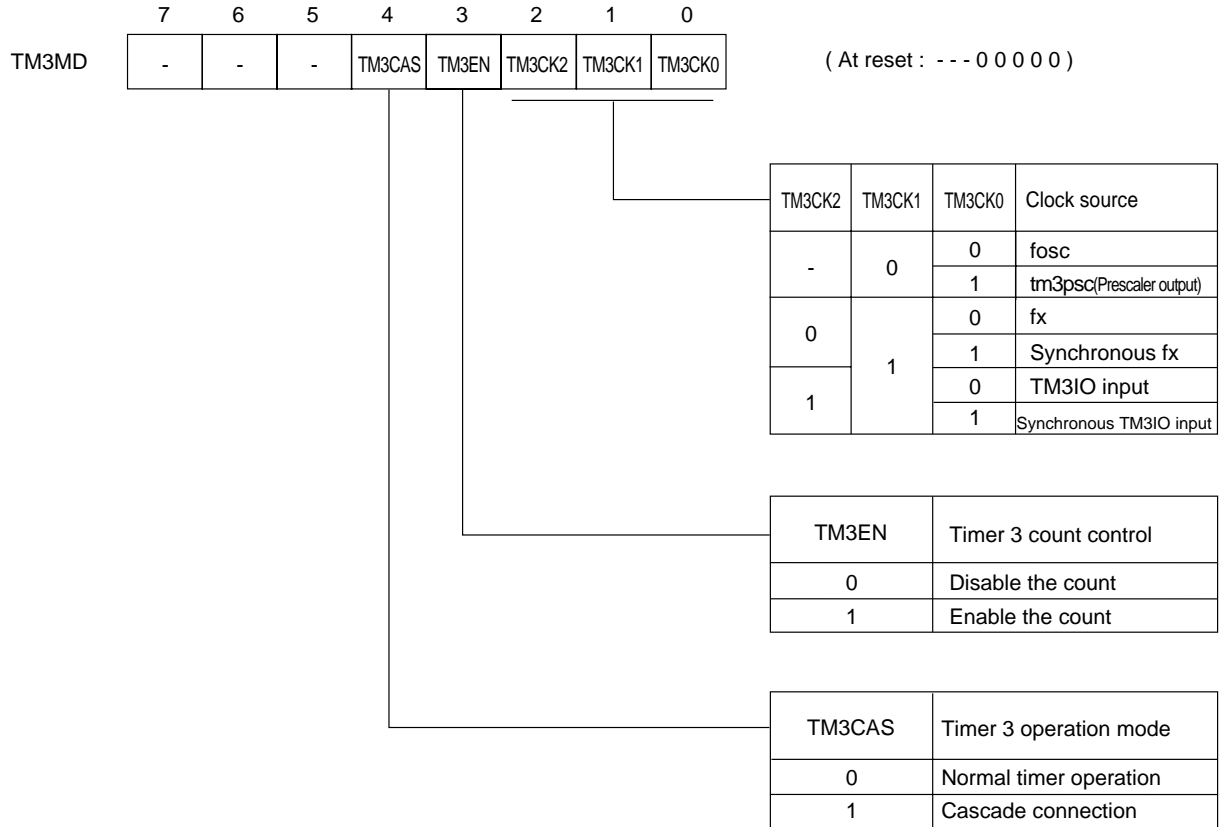 7 6 5 4 3 2 1 0
TM3MD - - - TM3CAS TM3EN TM3CK2 TM3CK1 TM3CK0 ( At reset : - - - 0 0 0 0 0 )
TM3CK2 TM3CK1 TM3CK0 Clock source
- 0 0 fosc
1 tm3psc(Prescaler output)
0 1 0 fx
1 Synchronous fx
1 0 TM3IO input
1 Synchronous TM3IO input
TM3EN Timer 3 count control
0 Disable the count
1 Enable the count
TM3CAS Timer 3 operation mode
0 Normal timer operation
1 Cascade connection